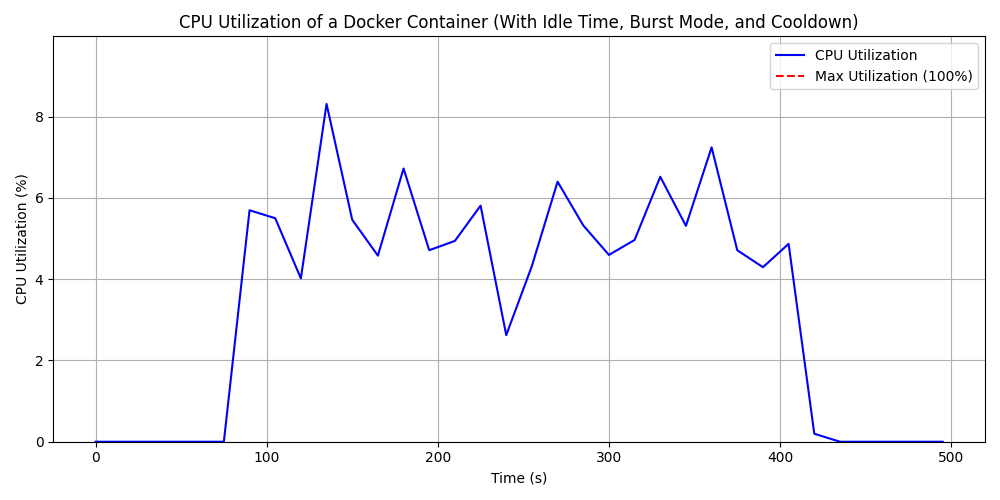 CPU Utilization of a Docker Container (With Idle Time, Burst Mode, and Cooldown)
CPU Utilization
Max Utilization (100%)
CPU Utilization (%)
8
6
4
2
0
0 100 200 300 400 500
Time (s)